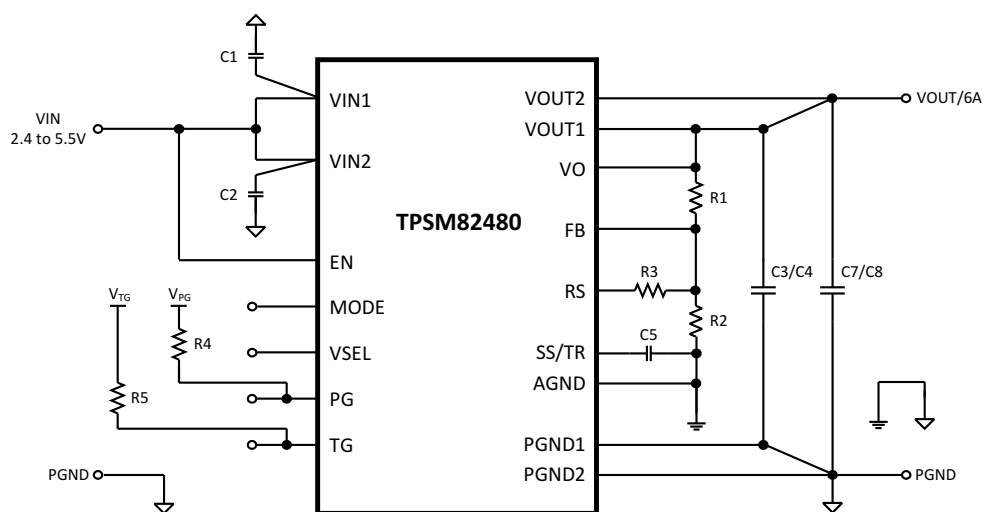 C1
VIN
2.4 to 5.5V
C2
VIN1
VIN2
EN
MODE
VSEL
PG
TG
TPSM82480
VOUT2
VOUT1
VO
FB
RS
SS/TR
AGND
PGND1
PGND2
VTG
VPG
R4
R5
PGND
R1
R3
R2
C5
C3/C4
C7/C8
VOUT/6A
PGND